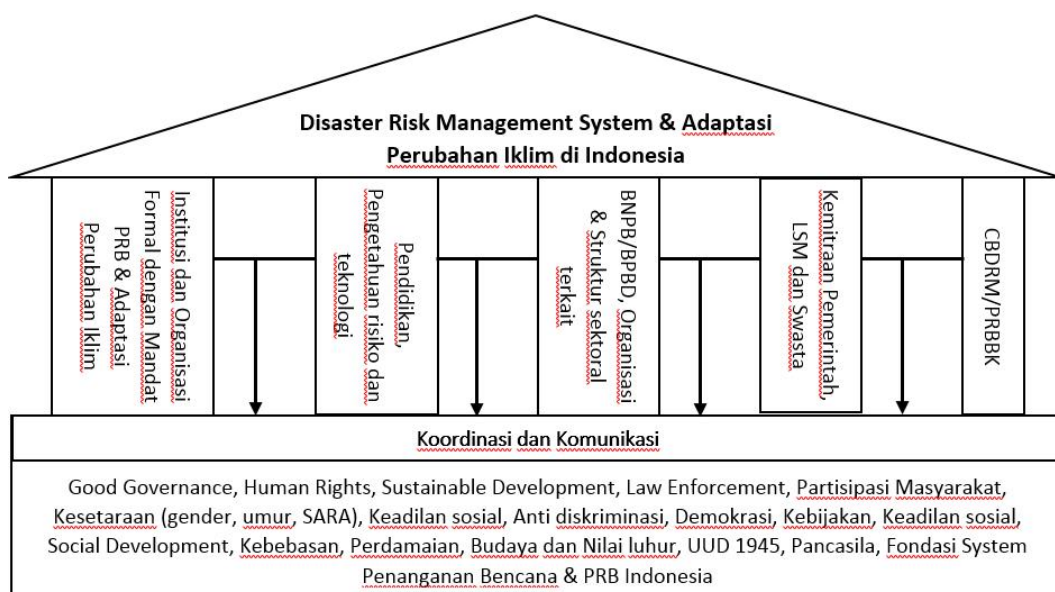 Disaster Risk Management System & Adaptasi
Perubahan Iklim di Indonesia
Institusi dan Organisasi
Formal dengan Mandat
PRB & Adaptasi
Perubahan Iklim
Pendidikan,
Pengetahuan risiko dan
teknologi
BNPB/BPBD, Organisasi
& Struktur sektoral
terkait
Kemitraan Pemerintah,
LSM dan Swasta
CBDRM/PRBBK
Koordinasi dan Komunikasi
Good Governance, Human Rights, Sustainable Development, Law Enforcement, Partisipasi Masyarakat,
Kesetaraan (gender, umur, SARA), Keadilan sosial, Anti diskriminasi, Demokrasi, Kebijakan, Keadilan sosial,
Social Development, Kebebasan, Perdamaian, Budaya dan Nilai luhur, UUD 1945, Pancasila, Fondasi System
Penanganan Bencana & PRB Indonesia